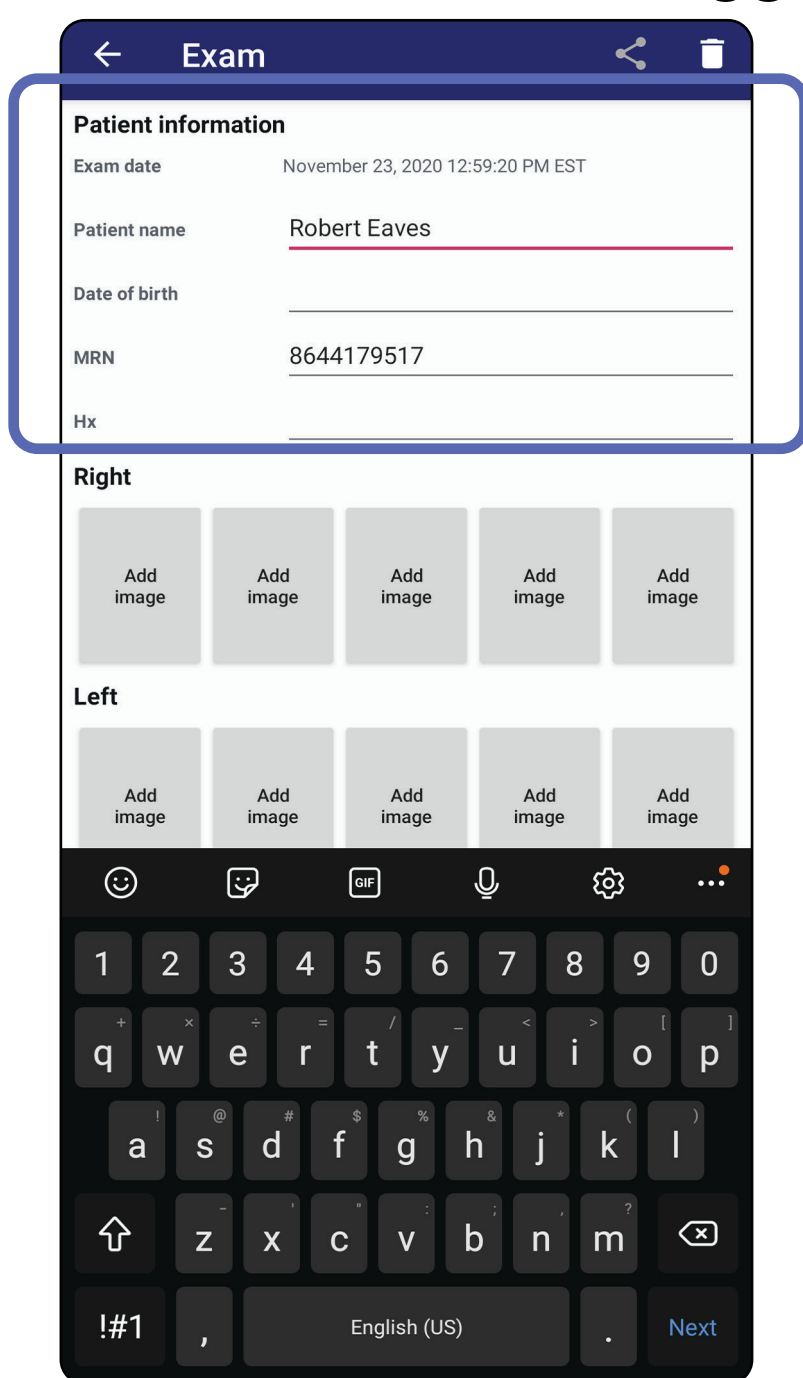 Exam
Patient information
Exam date November 23, 2020 12:59:20 PM EST
Patient name Robert Eaves
Date of birth
MRN 8644179517
Hx
Right
Add image Add image Add image Add image Add image
Left
Add image Add image Add image Add image Add image
GIF
1 2 3 4 5 6 7 8 9 0
+ × ÷ = / _ < > [ ]
q w e r t y u i o p
! @ # $ % & * ( )
a s d f g h j k l
- ' " : ; , ?
z x c v b n m
!#1 , English (US) . Next